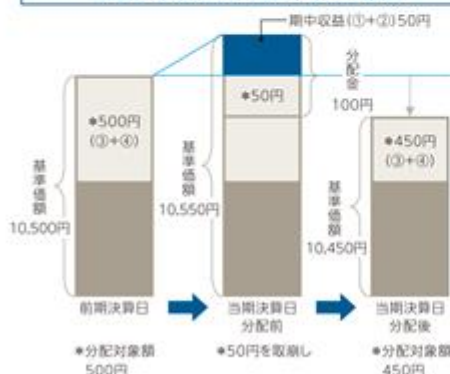 期中収益(①+②)50円
分配金
100円
*500円
(③+④)
*50円
*450円
(③+④)
基準価額
10,500円
基準価額
10,550円
基準価額
10,450円
前期決算日
当期決算日
分配前
当期決算日
分配後
*分配対象額
500円
*50円を取崩し
*分配対象額
450円